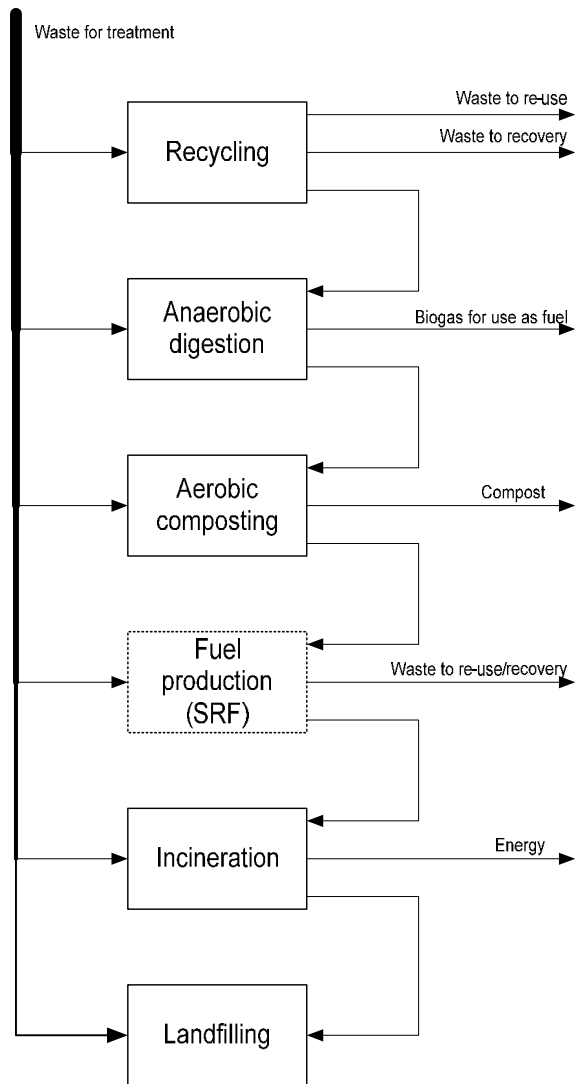 Waste for treatment
Waste to re-use
Recycling
Waste to recovery
Anaerobic
digestion
Biogas for use as fuel
Aerobic
composting
Compost
Fuel
production
(SRF)
Waste to re-use/recovery
Incineration
Energy
Landfilling